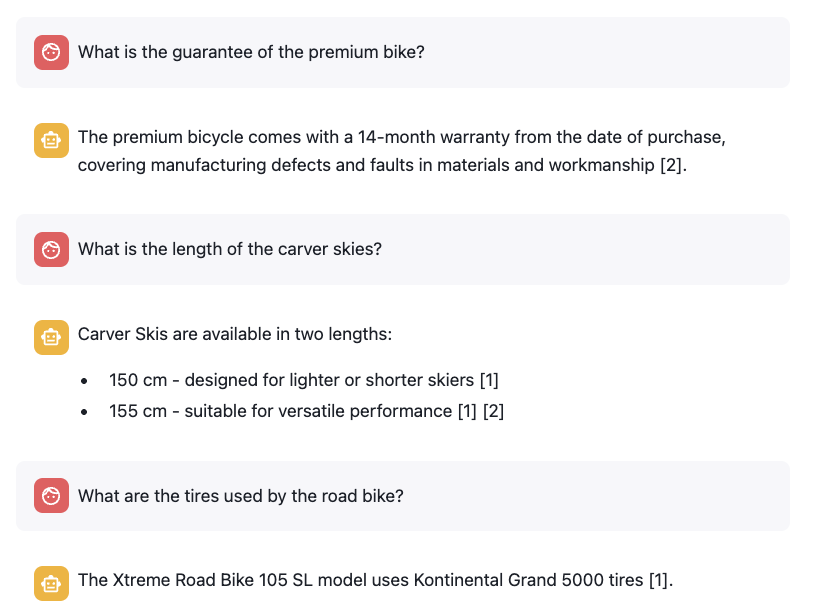 What is the guarantee of the premium bike?
The premium bicycle comes with a 14-month warranty from the date of purchase,
covering manufacturing defects and faults in materials and workmanship [2].
What is the length of the carver skies?
Carver Skis are available in two lengths:
• 150 cm - designed for lighter or shorter skiers [1]
• 155 cm - suitable for versatile performance [1] [2]
What are the tires used by the road bike?
The Xtreme Road Bike 105 SL model uses Kontinental Grand 5000 tires [1].